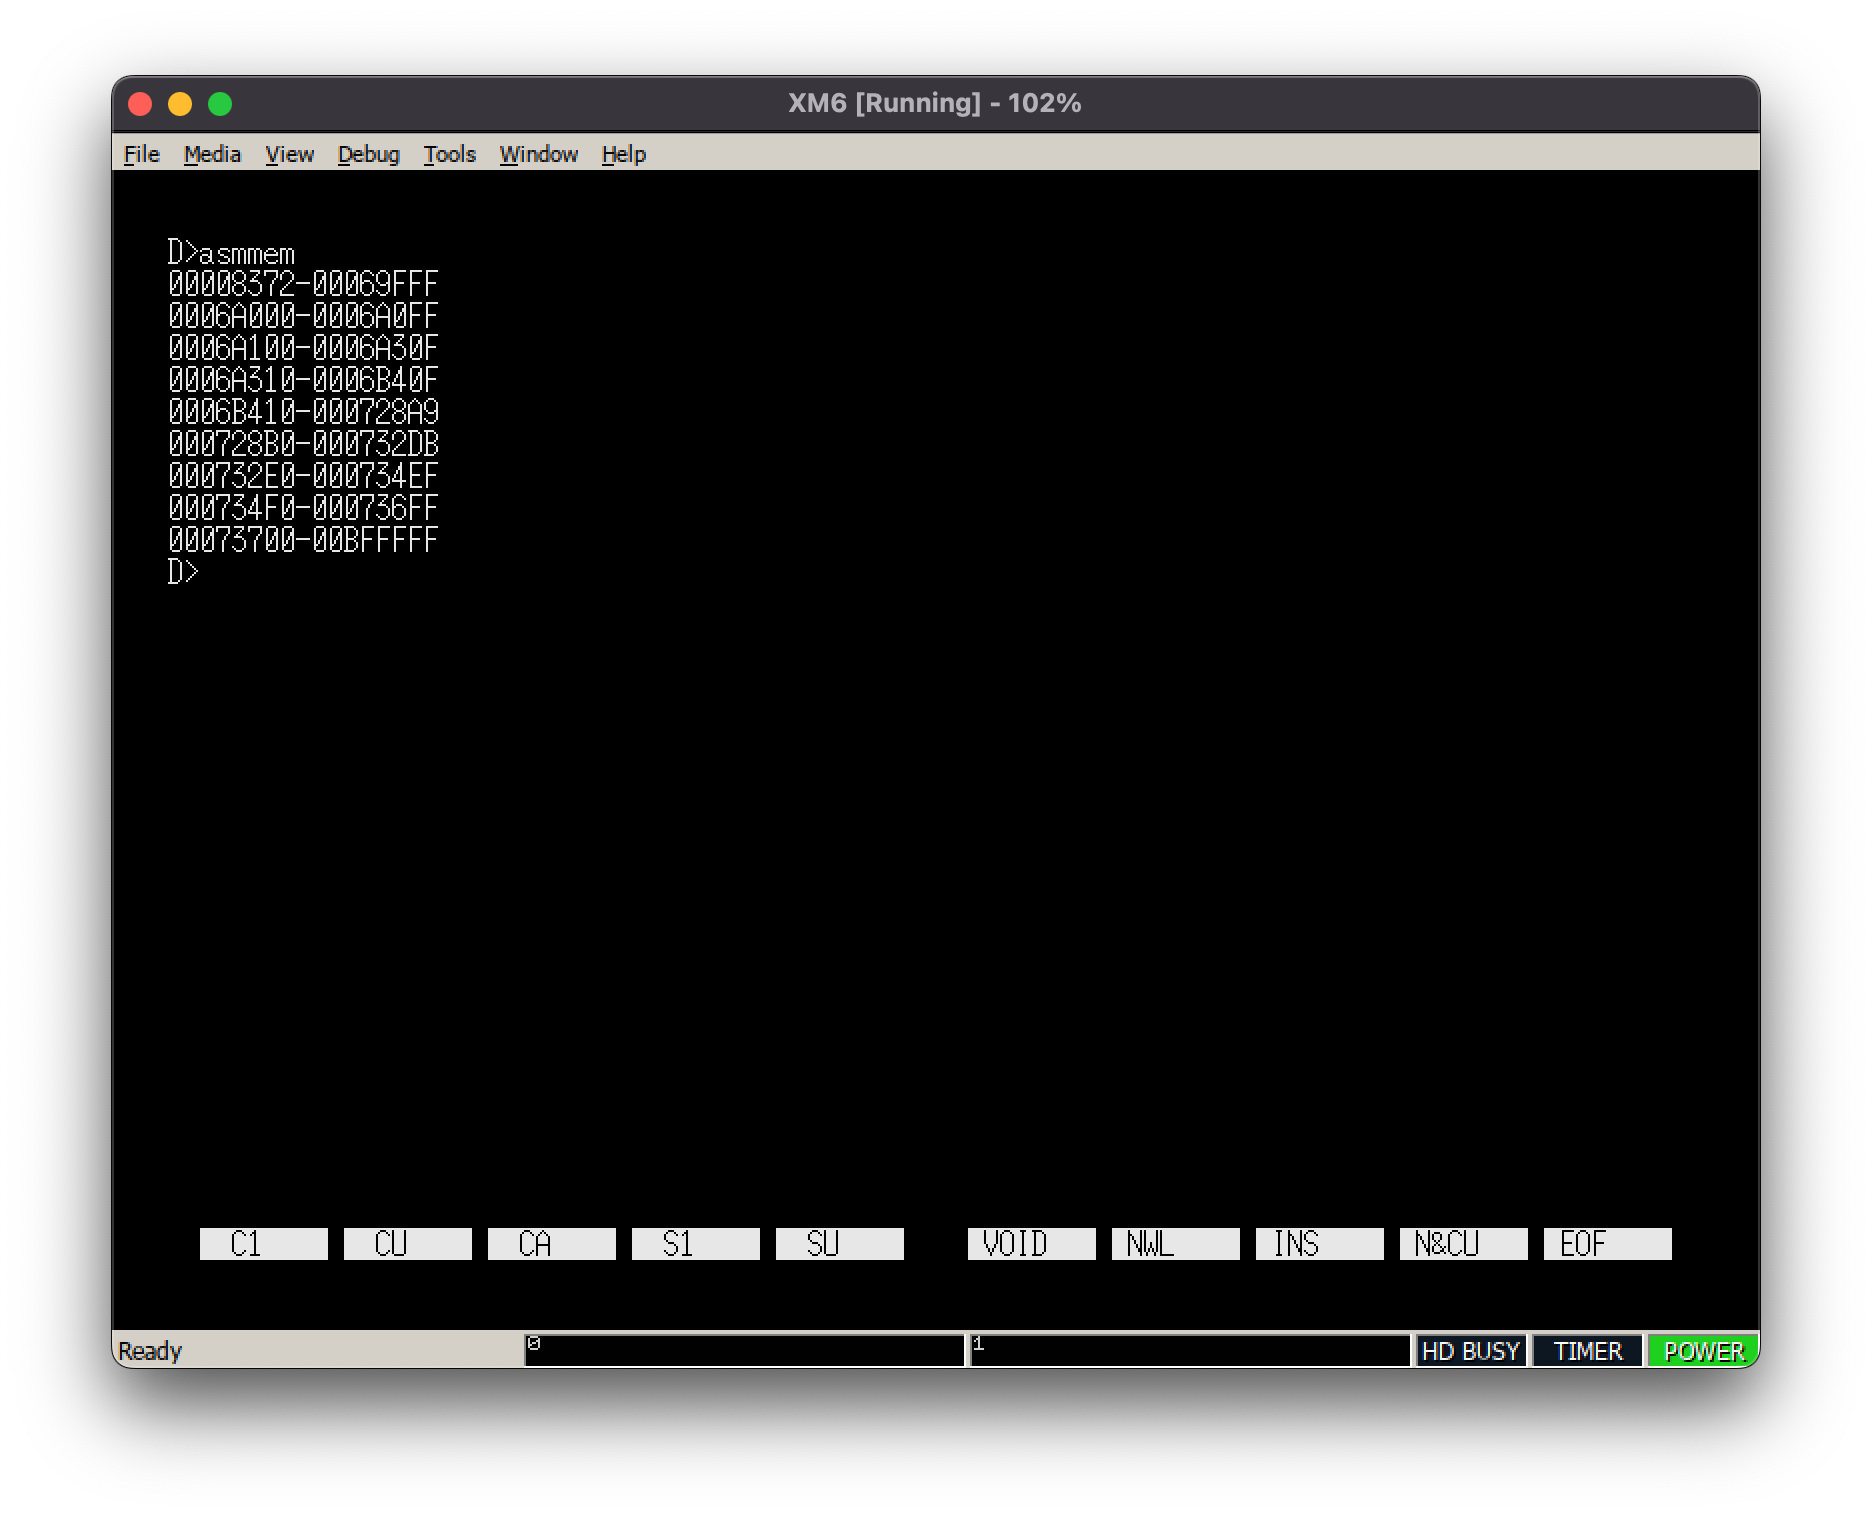 XM6 [Running] - 102%
File Media View Debug Tools Window Help
D>asmmem
00008372-00069FFF
0006A000-0006A0FF
0006A100-0006A30F
0006A310-0006B40F
0006B410-000728A9
000728B0-000732DB
000732E0-000734EF
000734F0-000736FF
00073700-00BFFFFF
D>
C1 CU CA S1 SU VOID NWL INS N&CU EOF
Ready 0 1 HD BUSY TIMER POWER